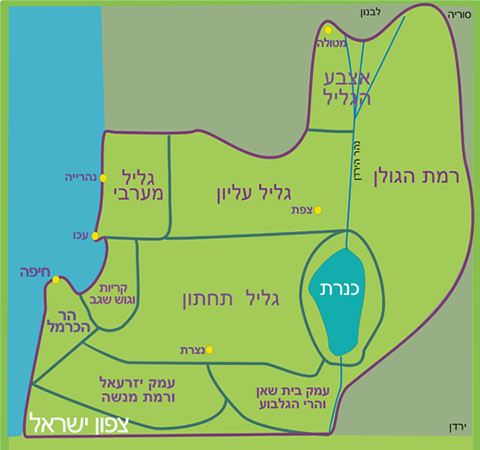 לבנון
סוריה
מטולה
אצבע
הגליל
נהר הירדן
רמת הגולן
גליל
מערבי
נהרייה
גליל עליון
צפת
עכו
חיפה
קריות
וגוש שגב
גליל תחתון
כנרת
הר
הכרמל
נצרת
עמק יזרעאל
ורמת מנשה
עמק בית שאן
והרי הגלבוע
צפון ישראל
ירדן